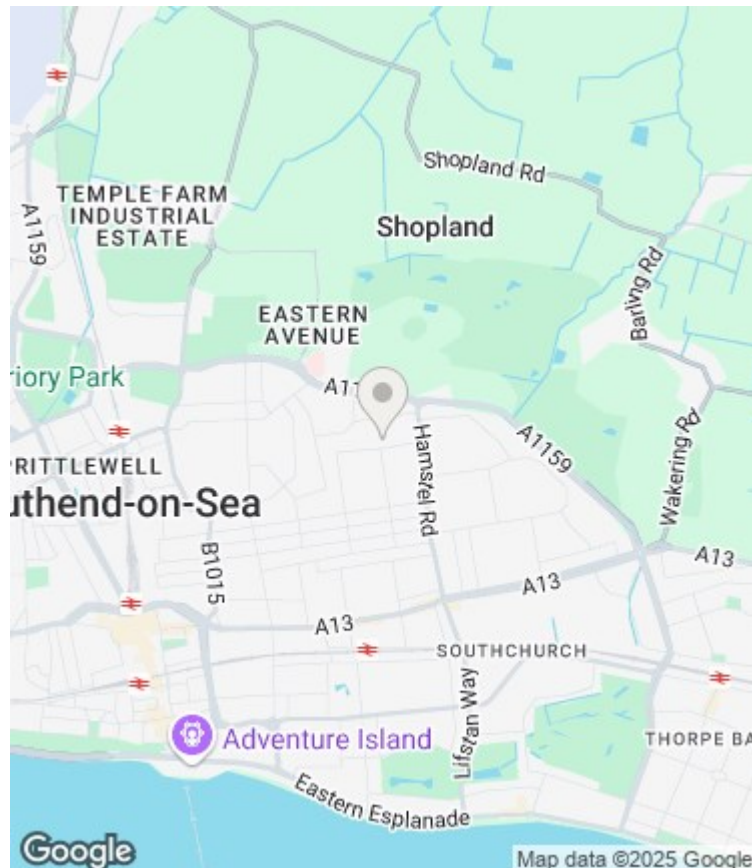 Shopland Rd
TEMPLE FARM
INDUSTRIAL
ESTATE
A1159
Shopland
Barling Rd
EASTERN
AVENUE
riory Park
A11
Hamstel Rd
A1159
PRITTLEWELL
uthend-on-Sea
Wakering Rd
B1015
A13
A13
A13
SOUTHCHURCH
Lifstan Way
Adventure Island
THORPE BA
Eastern Esplanade
Google
Map data ©2025 Google